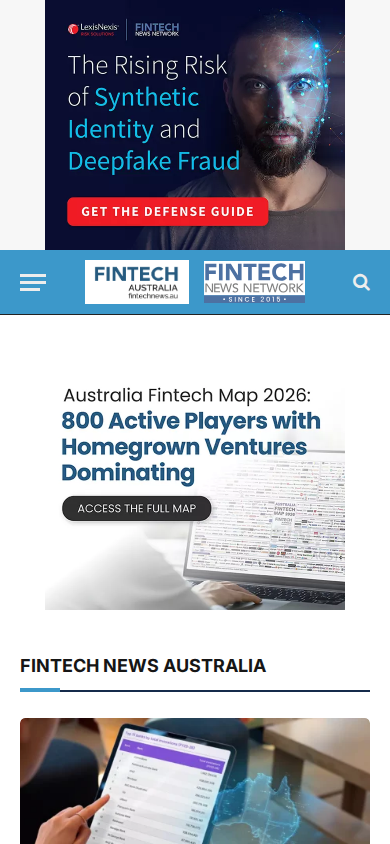 LexisNexis
RISK SOLUTIONS
FINTECH
NEWS NETWORK
The Rising Risk
of Synthetic
Identity and
Deepfake Fraud
GET THE DEFENSE GUIDE
FINTECH
AUSTRALIA
fintechnews.au
FINTECH
NEWS NETWORK
• SINCE 2015 •
Australia Fintech Map 2026:
800 Active Players with
Homegrown Ventures
Dominating
ACCESS THE FULL MAP
FINTECH NEWS AUSTRALIA